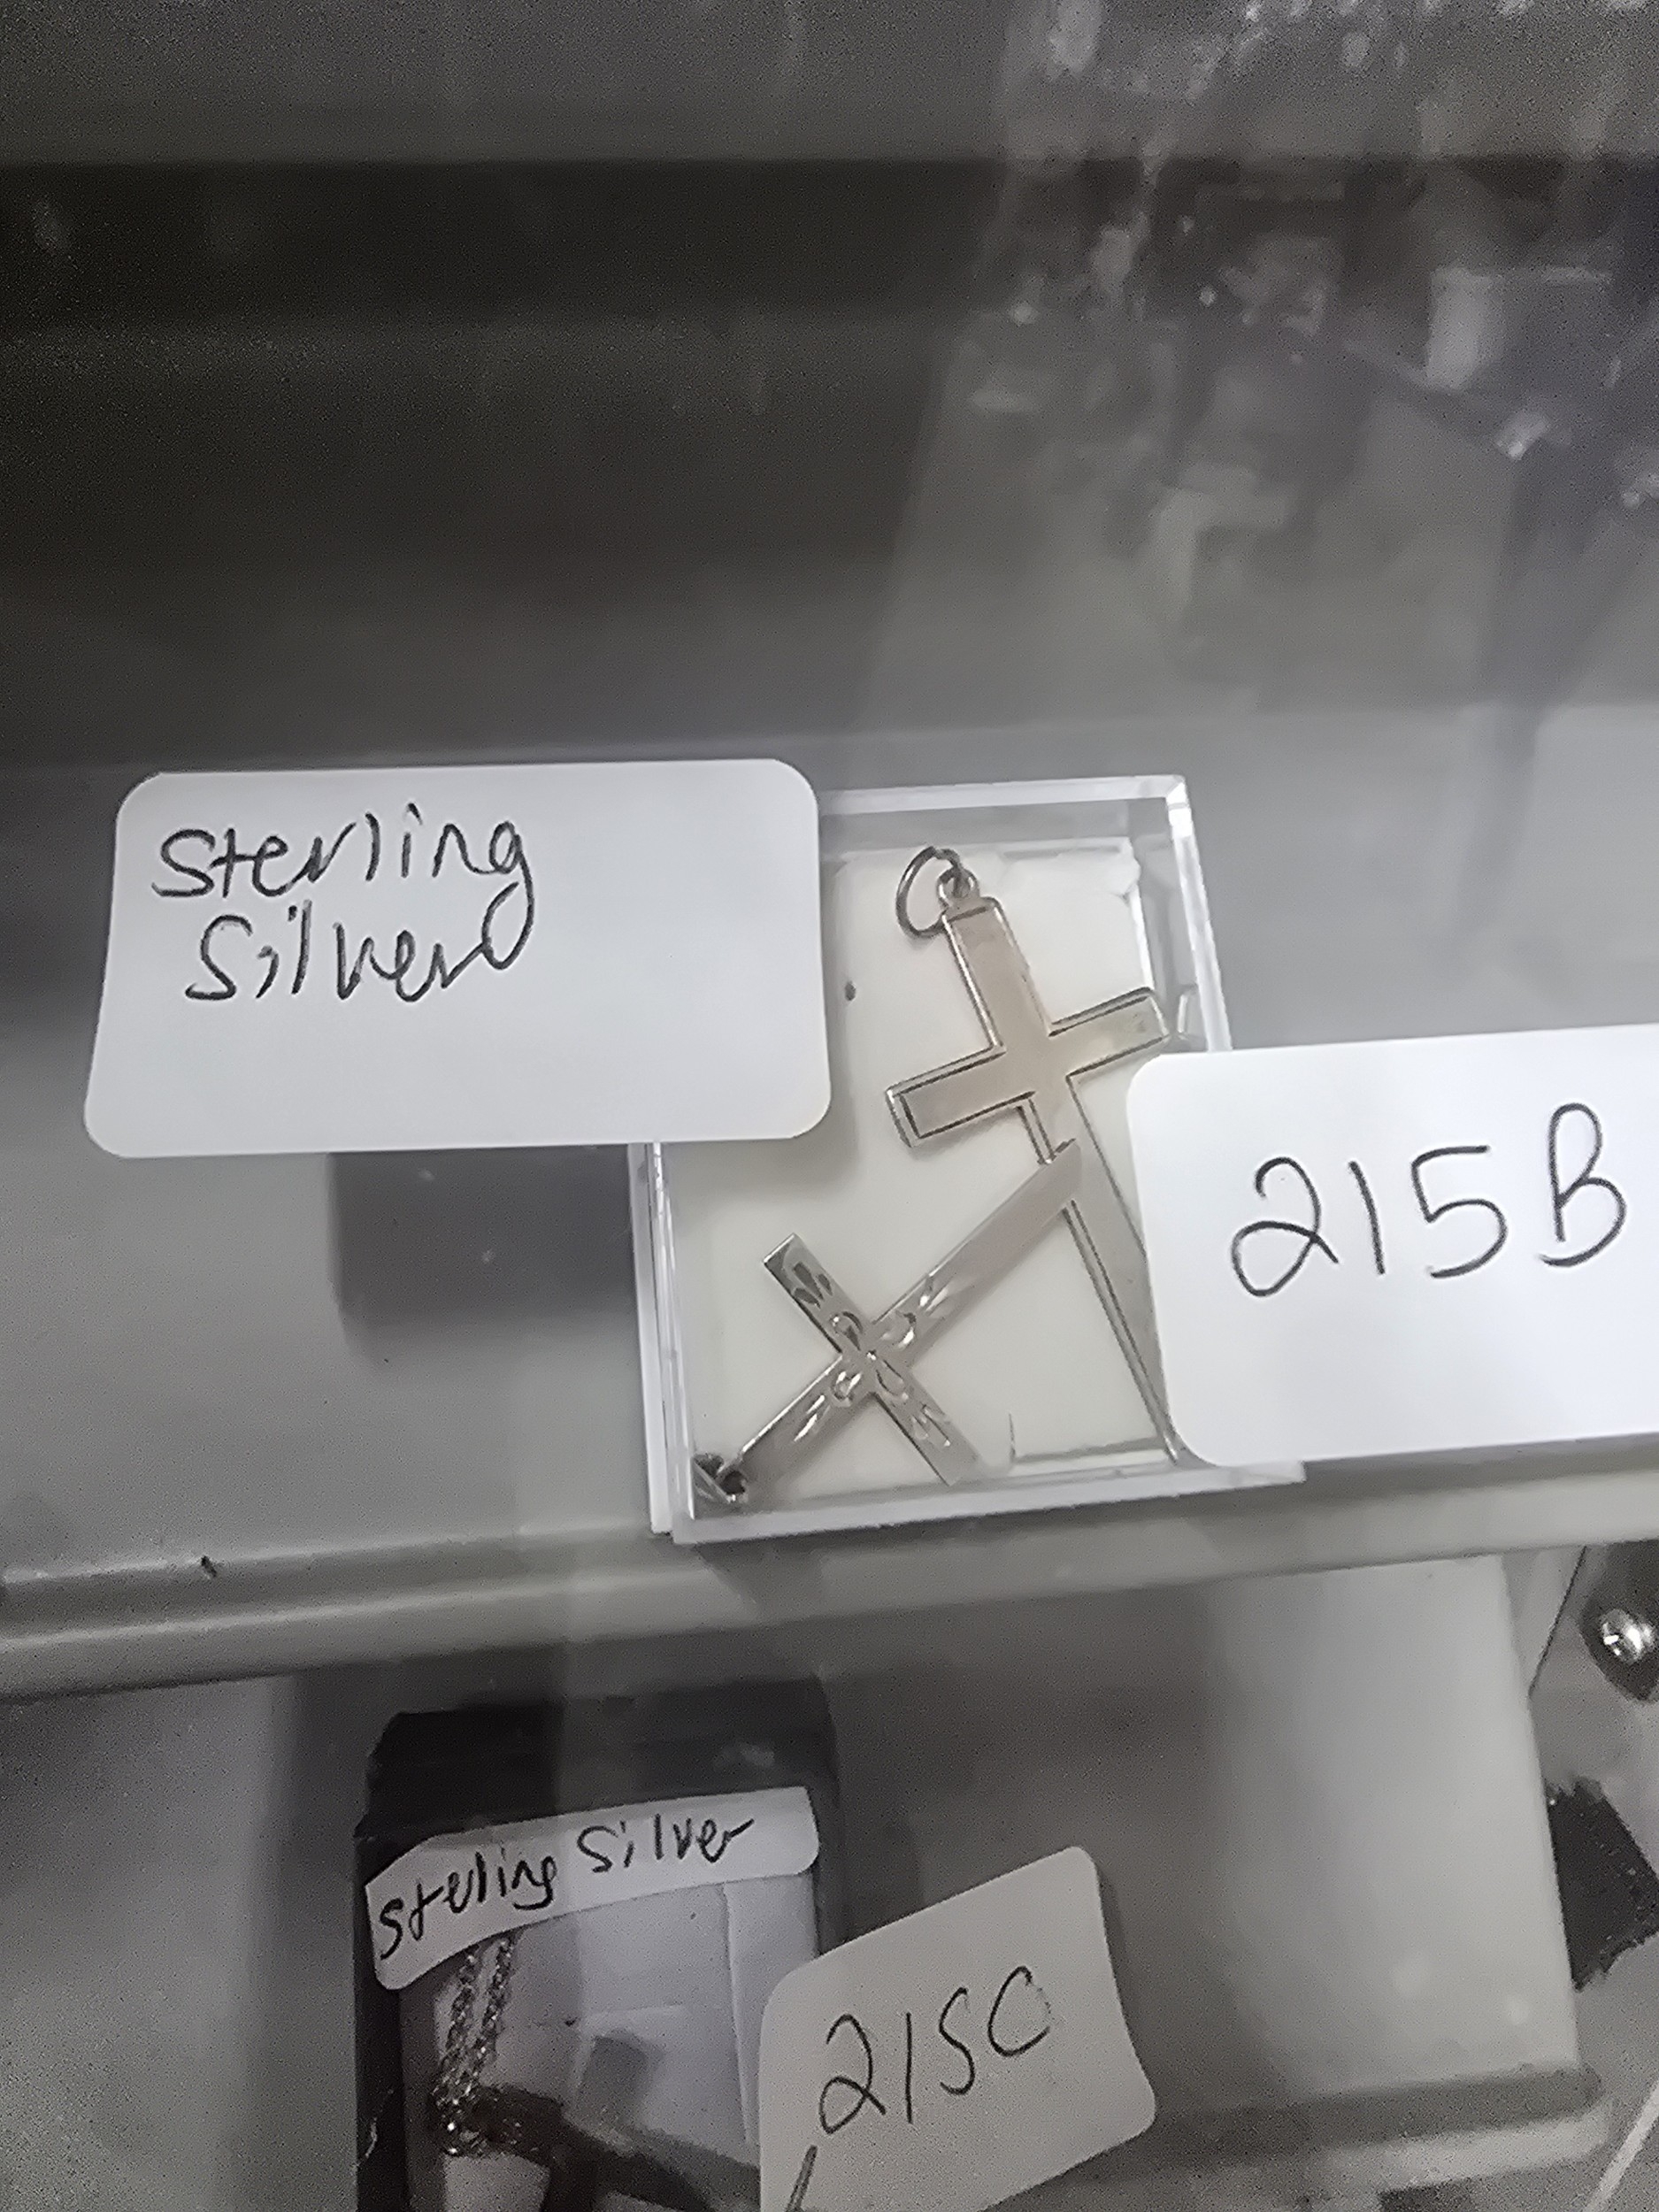 Sterling
Silver
215B
Sterling Silver
215C